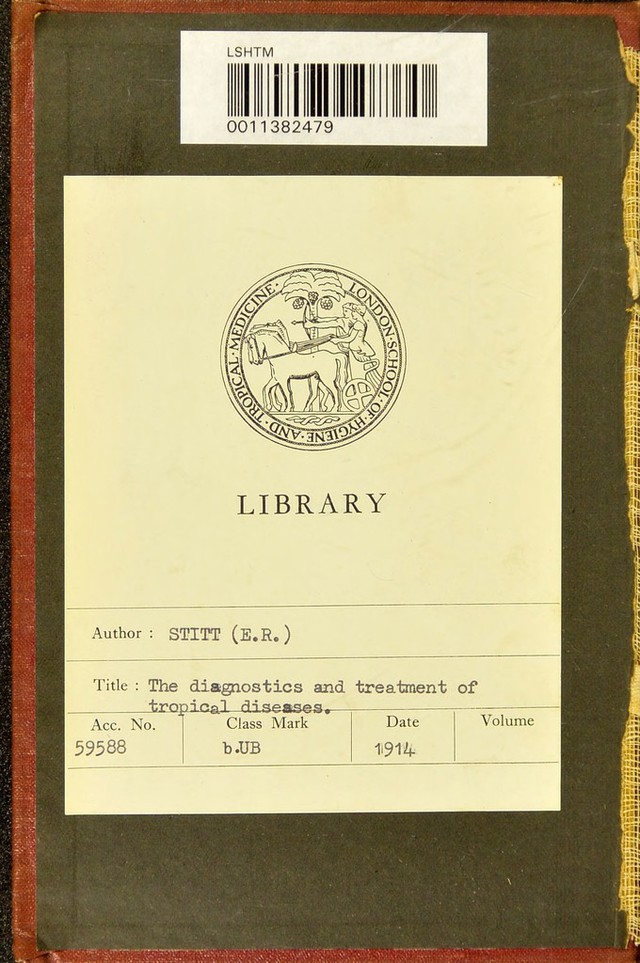 LSHTM
0011382479
LONDON·SCHOOL·OF·HYGIENE·AND·TROPICAL·MEDICINE·
LIBRARY
Author : STITT (E.R.)
Title : The diagnostics and treatment of
tropical diseases.
Acc. No. Class Mark Date Volume
59588 b.UB 1914